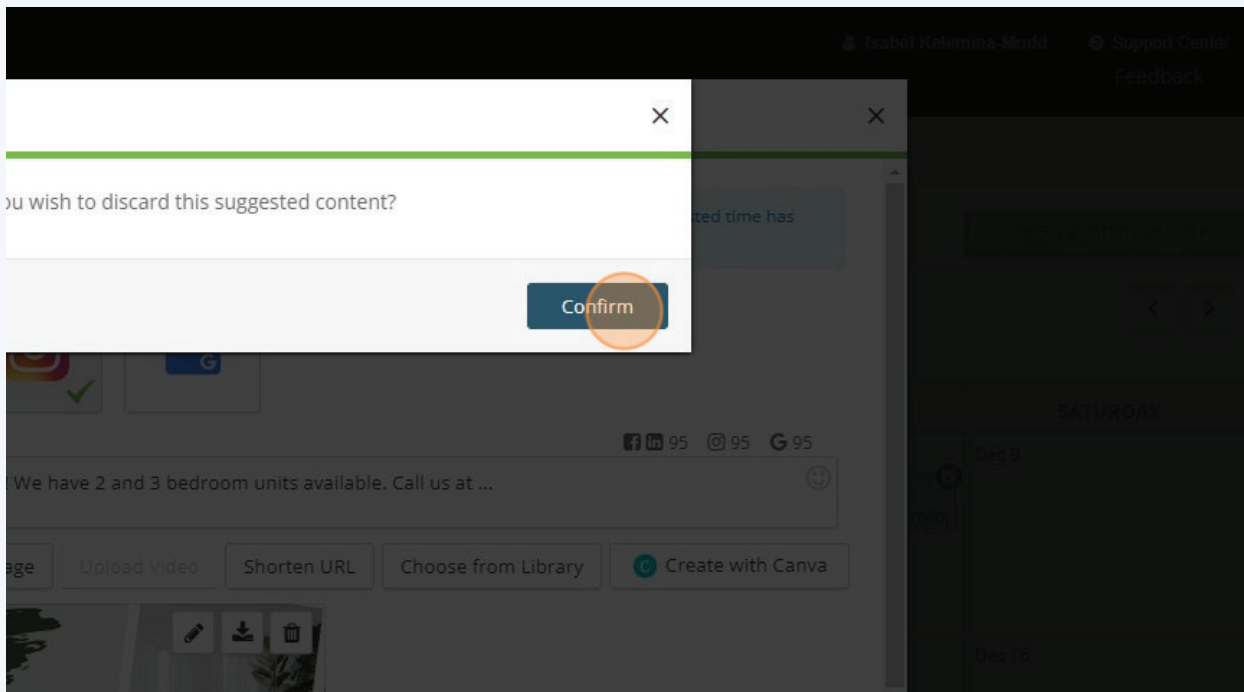 Isabel Kelemina-Mudd Support Center
Feedback
ou wish to discard this suggested content?
ted time has
Confirm
G
SATURDAY
95 95 G 95
Dec 9
! We have 2 and 3 bedroom units available. Call us at ...
age Upload Video Shorten URL Choose from Library C Create with Canva
Dec 16